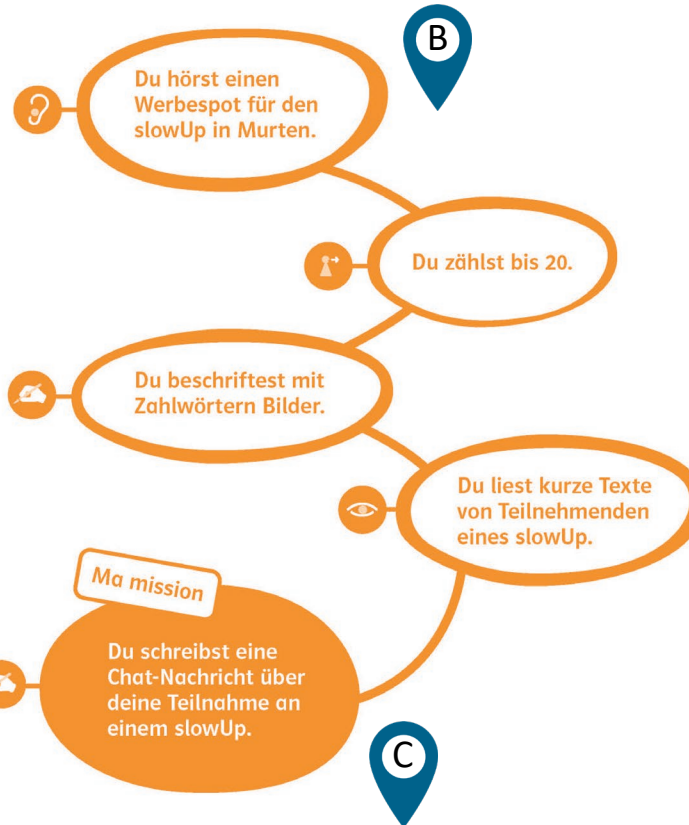 B
Du hörst einen
Werbespot für den
slowUp in Murten.
Du zählst bis 20.
Du beschriftest mit
Zahlwörtern Bilder.
Du liest kurze Texte
von Teilnehmenden
eines slowUp.
Ma mission
Du schreibst eine
Chat-Nachricht über
deine Teilnahme an
einem slowUp.
C